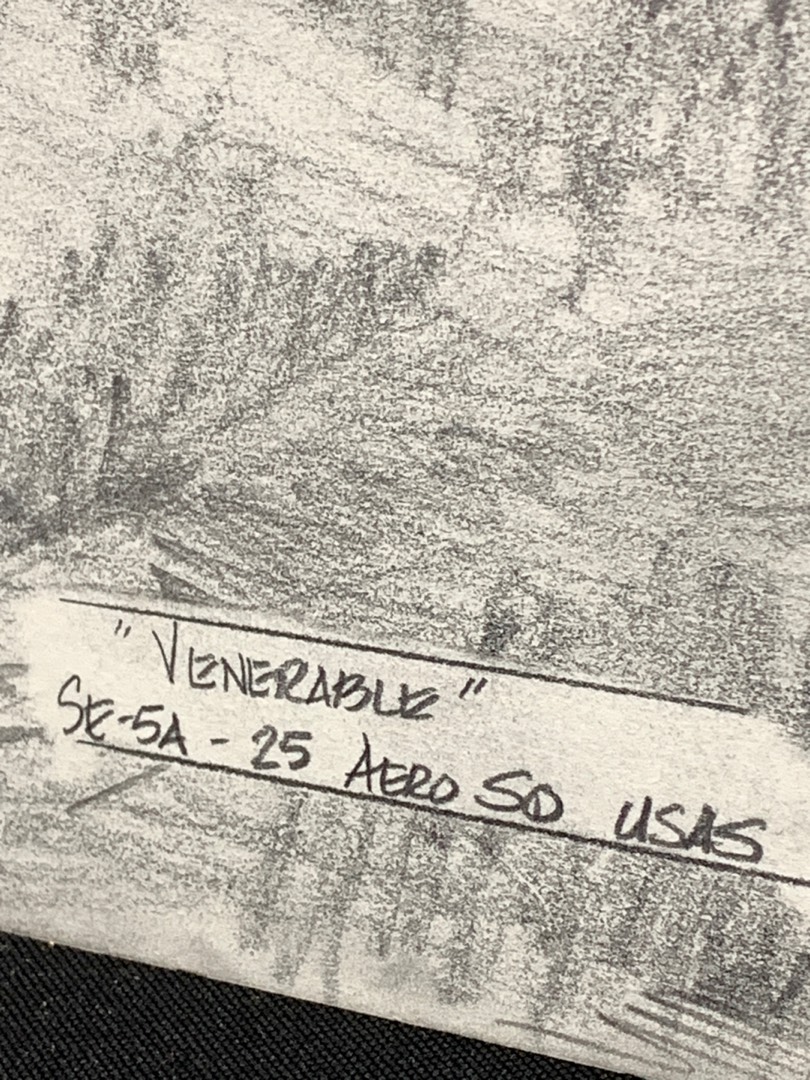 "VENERABLE"
SE-5A - 25 AERO SQ USAS